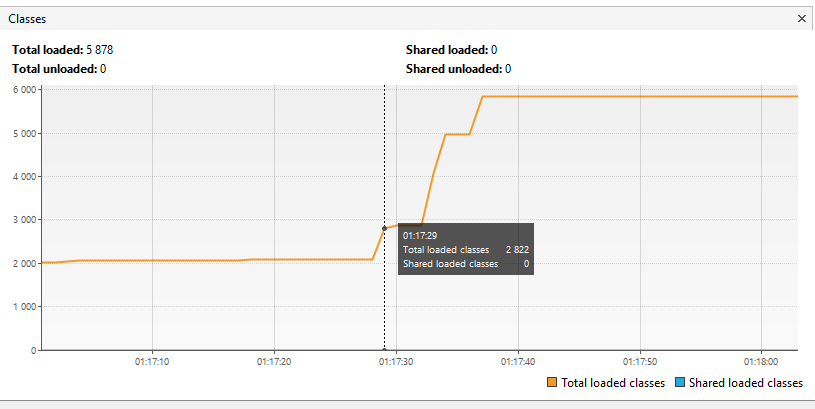 Classes ×
Total loaded: 5 878 Shared loaded: 0
Total unloaded: 0 Shared unloaded: 0
6 000
5 000
4 000
3 000
2 000
1 000
0
01:17:29
Total loaded classes 2 822
Shared loaded classes 0
01:17:10 01:17:20 01:17:30 01:17:40 01:17:50 01:18:00
Total loaded classes Shared loaded classes